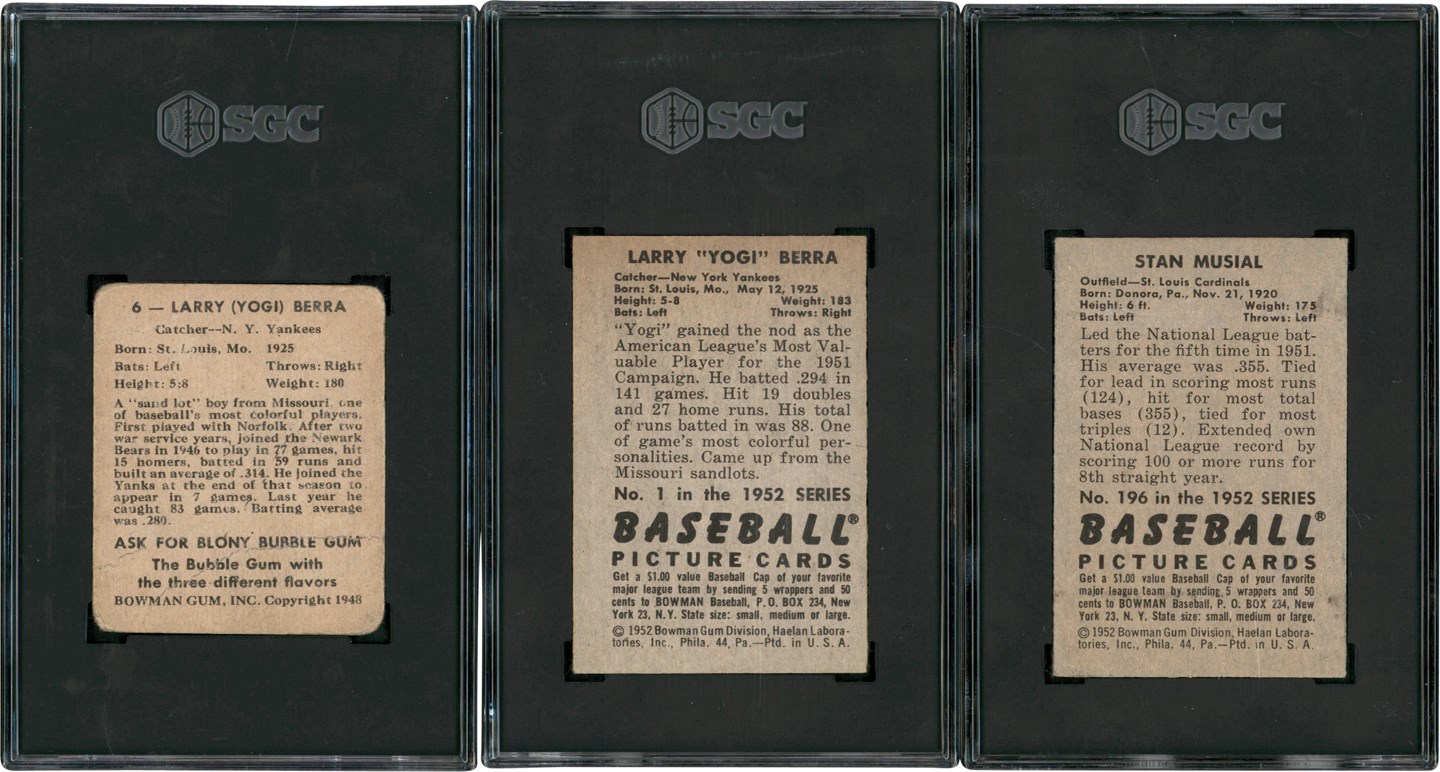 SGC
6 — LARRY (YOGI) BERRA
Catcher--N. Y. Yankees
Born: St. Louis, Mo. 1925
Bats: Left Throws: Right
Height: 5:8 Weight: 180
A "sand lot" boy from Missouri, one
of baseball's most colorful players.
First played with Norfolk. After two
war service years, joined the Newark
Bears in 1946 to play in 77 games, hit
15 homers, batted in 59 runs and
built an average of .314. He joined the
Yanks at the end of that season to
appear in 7 games. Last year he
caught 83 games. Batting average
was .280.
ASK FOR BLONY BUBBLE GUM
The Bubble Gum with
the three different flavors
BOWMAN GUM, INC. Copyright 1948
SGC
LARRY "YOGI" BERRA
Catcher—New York Yankees
Born: St. Louis, Mo., May 12, 1925
Height: 5-8 Weight: 183
Bats: Left Throws: Right
"Yogi" gained the nod as the
American League's Most Val-
uable Player for the 1951
Campaign. He batted .294 in
141 games. Hit 19 doubles
and 27 home runs. His total
of runs batted in was 88. One
of game's most colorful per-
sonalities. Came up from the
Missouri sandlots.
No. 1 in the 1952 SERIES
BASEBALL®
PICTURE CARDS
Get a $1.00 value Baseball Cap of your favorite
major league team by sending 5 wrappers and 50
cents to BOWMAN Baseball, P. O. BOX 234, New
York 23, N. Y. State size: small, medium or large.
© 1952 Bowman Gum Division, Haelan Labora-
tories, Inc., Phila. 44, Pa.—Ptd. in U. S. A.
SGC
STAN MUSIAL
Outfield—St. Louis Cardinals
Born: Donora, Pa., Nov. 21, 1920
Height: 6 ft. Weight: 175
Bats: Left Throws: Left
Led the National League bat-
ters for the fifth time in 1951.
His average was .355. Tied
for lead in scoring most runs
(124), hit for most total
bases (355), tied for most
triples (12). Extended own
National League record by
scoring 100 or more runs for
8th straight year.
No. 196 in the 1952 SERIES
BASEBALL®
PICTURE CARDS
Get a $1.00 value Baseball Cap of your favorite
major league team by sending 5 wrappers and 50
cents to BOWMAN Baseball, P. O. BOX 234, New
York 23, N. Y. State size: small, medium or large.
© 1952 Bowman Gum Division, Haelan Labora-
tories, Inc., Phila. 44, Pa.—Ptd. in U. S. A.